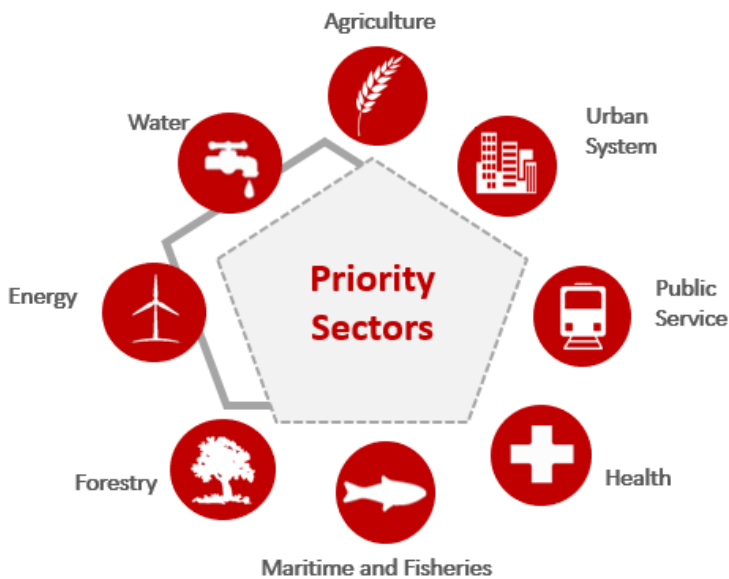 Agriculture
Urban
System
Water
Priority
Sectors
Energy
Public
Service
Forestry
Health
Maritime and Fisheries